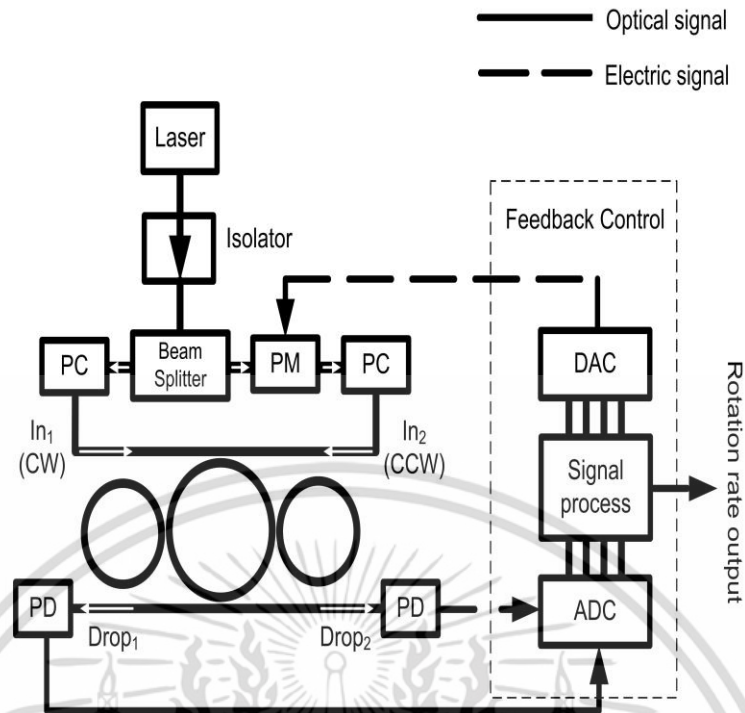 Optical signal
Electric signal
Laser
Isolator
Feedback Control
PC
Beam
Splitter
PM
PC
DAC
In1
(CW)
In2
(CCW)
Signal
process
Rotation rate output
PD
Drop1
Drop2
PD
ADC